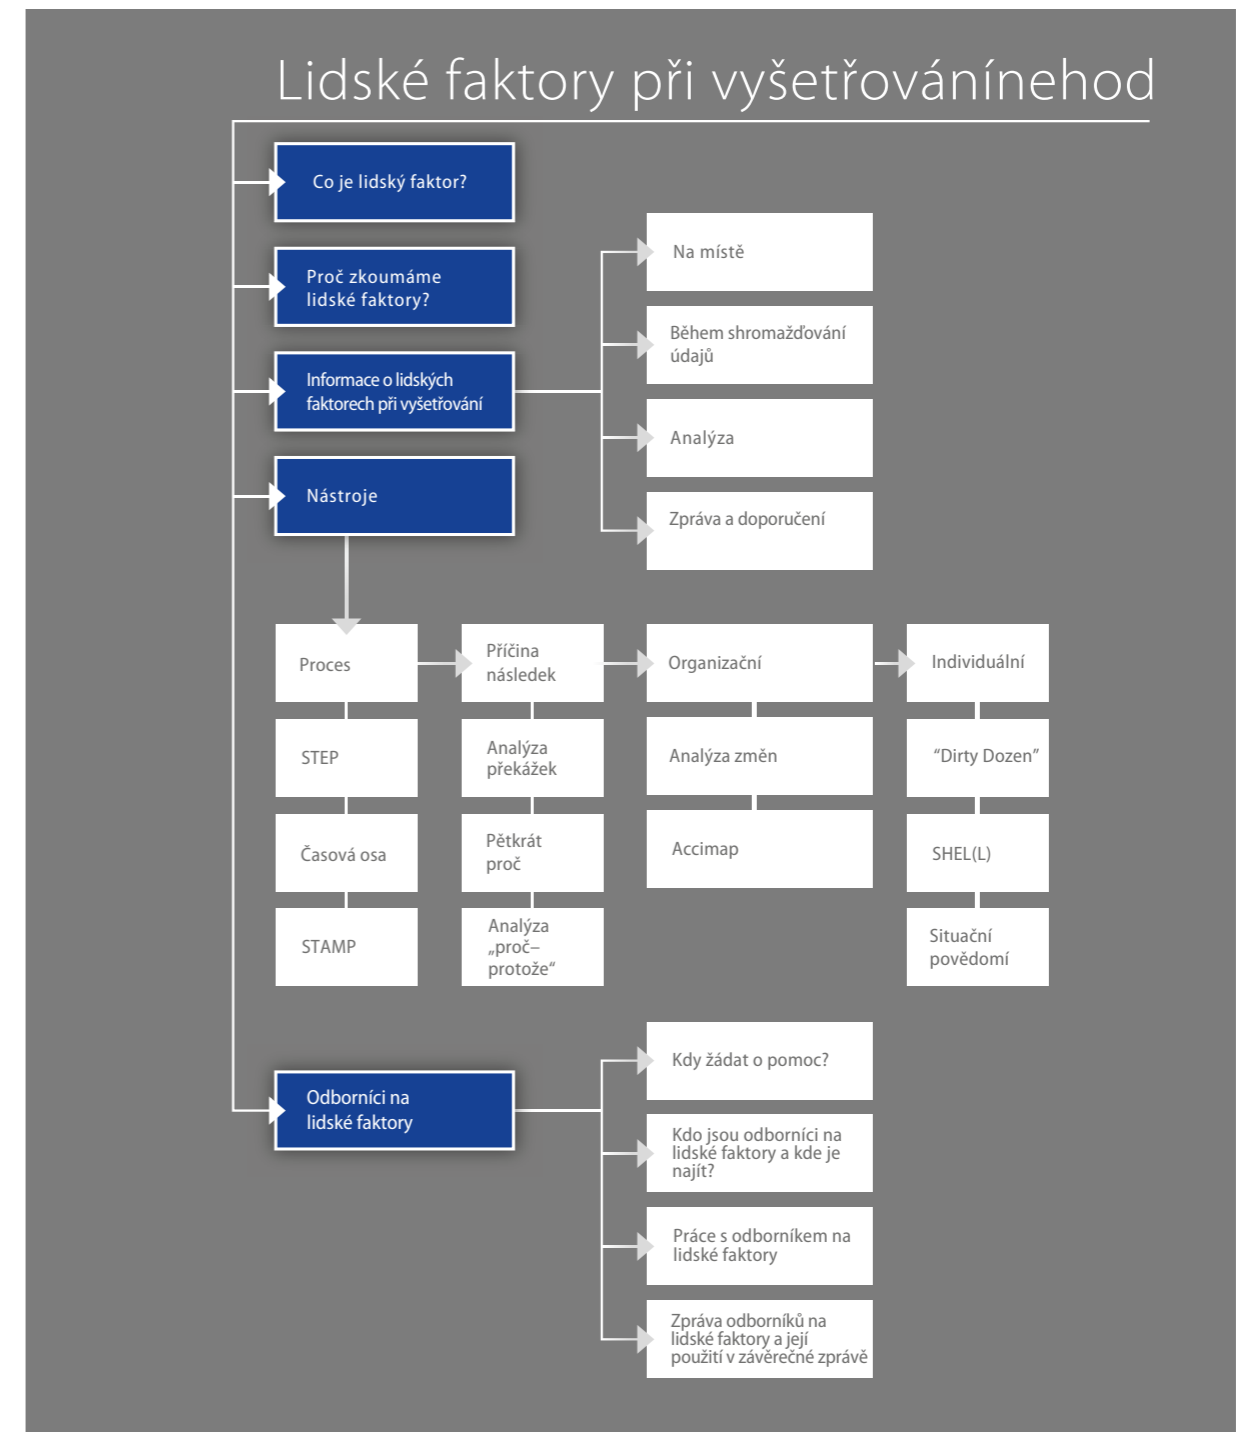 Lidské faktory při vyšetřovánínehod
Co je lidský faktor?
Proč zkoumáme
lidské faktory?
Informace o lidských
faktorech při vyšetřování
Na místě
Během shromažďování
údajů
Analýza
Zpráva a doporučení
Nástroje
Proces
STEP
Časová osa
STAMP
Příčina
následek
Analýza
překážek
Pětkrát
proč
Analýza
„proč–
protože“
Organizační
Analýza změn
Accimap
Individuální
“Dirty Dozen”
SHEL(L)
Situační
povědomí
Odborníci na
lidské faktory
Kdy žádat o pomoc?
Kdo jsou odborníci na
lidské faktory a kde je
najít?
Práce s odborníkem na
lidské faktory
Zpráva odborníků na
lidské faktory a její
použití v závěrečné zprávě